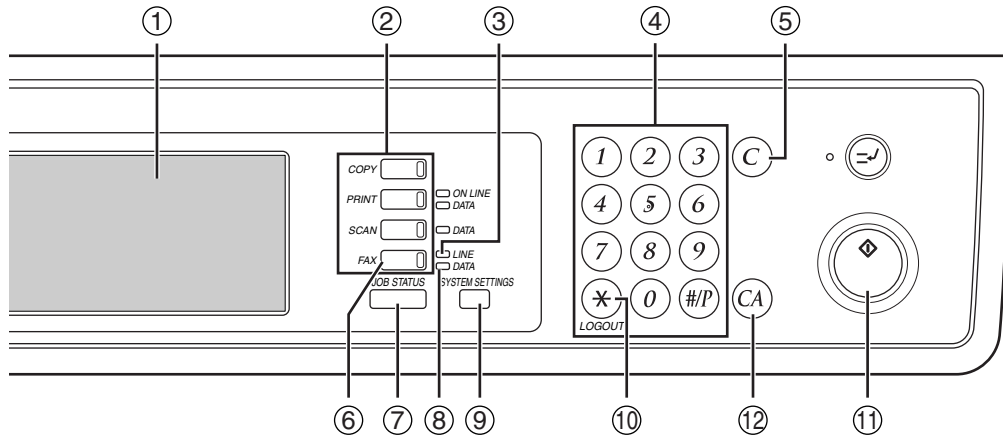 ① ② ③ ④ ⑤
COPY
PRINT ON LINE
DATA
SCAN DATA
FAX LINE
DATA
JOB STATUS SYSTEM SETTINGS
1 2 3 C
4 5 6
7 8 9
* 0 #/P CA
LOGOUT
⑥ ⑦ ⑧ ⑨ ⑩ ⑫ ⑪